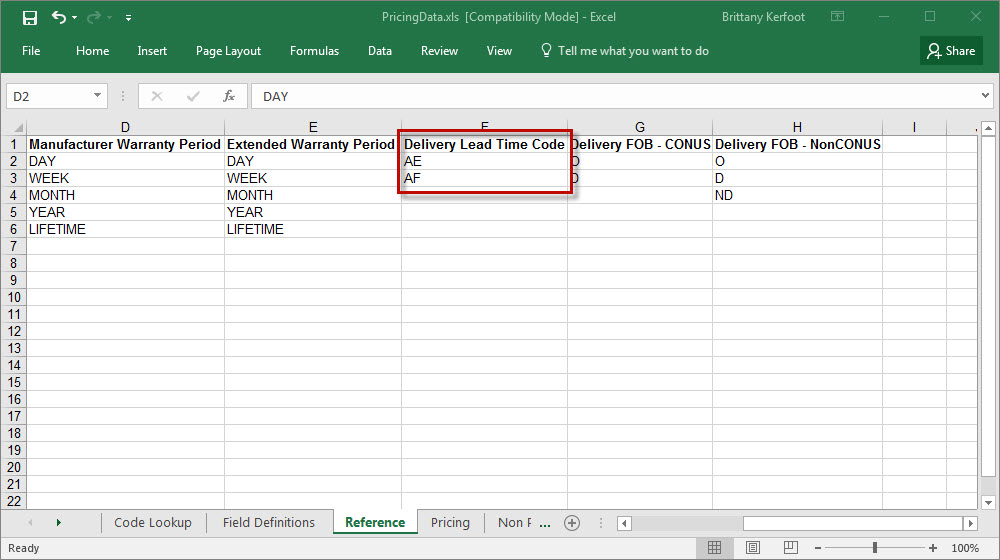 PricingData.xls [Compatibility Mode] - Excel
Brittany Kerfoot
File Home Insert Page Layout Formulas Data Review View Tell me what you want to do Share
D2 fx DAY
D E F G H I
1 Manufacturer Warranty Period Extended Warranty Period Delivery Lead Time Code Delivery FOB - CONUS Delivery FOB - NonCONUS
2 DAY DAY AE O O
3 WEEK WEEK AF D D
4 MONTH MONTH ND
5 YEAR YEAR
6 LIFETIME LIFETIME
7
8
9
10
11
12
13
14
15
16
17
18
19
20
21
22
Code Lookup Field Definitions Reference Pricing Non ...
Ready 100%